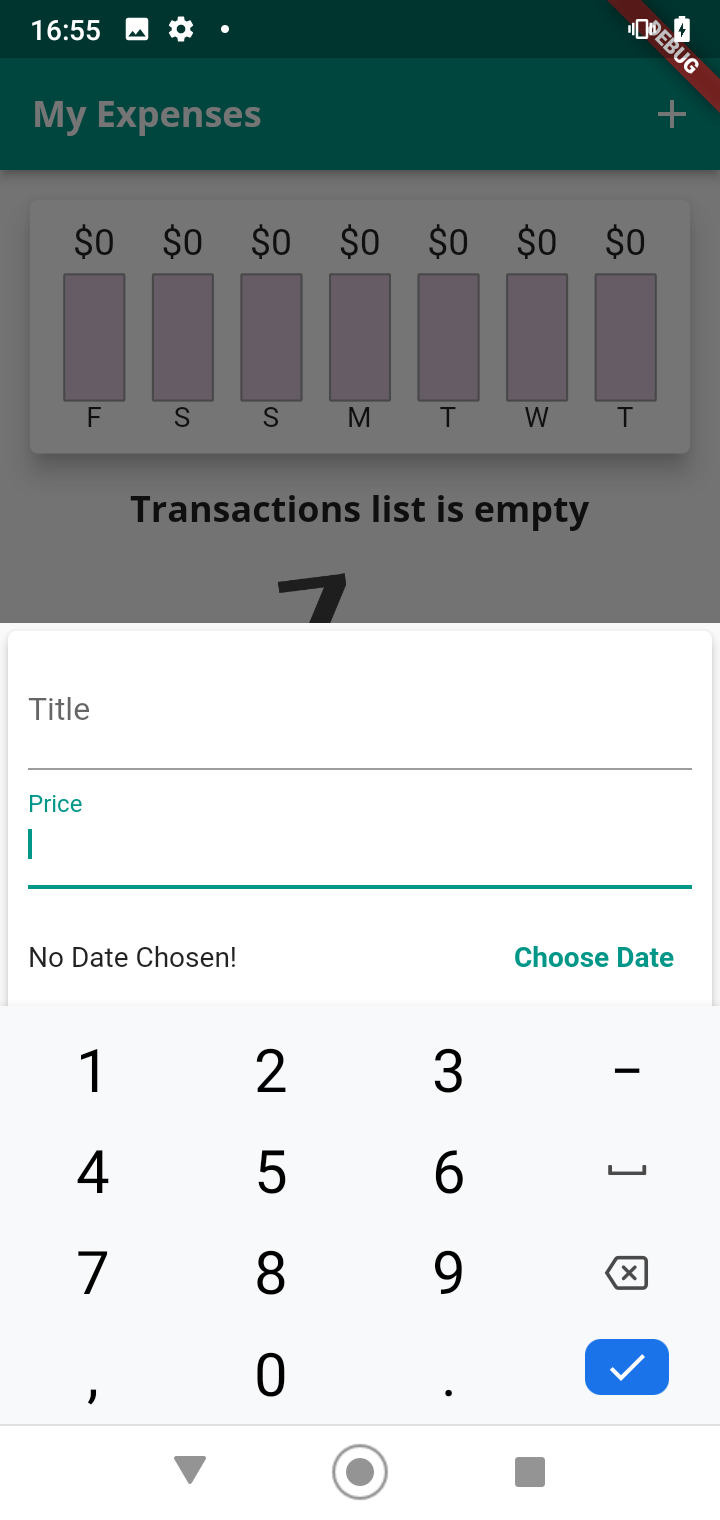 16:55
DEBUG
My Expenses
$0 $0 $0 $0 $0 $0 $0
F S S M T W T
Transactions list is empty
Title
Price
No Date Chosen! Choose Date
1 2 3 –
4 5 6
7 8 9
, 0 .